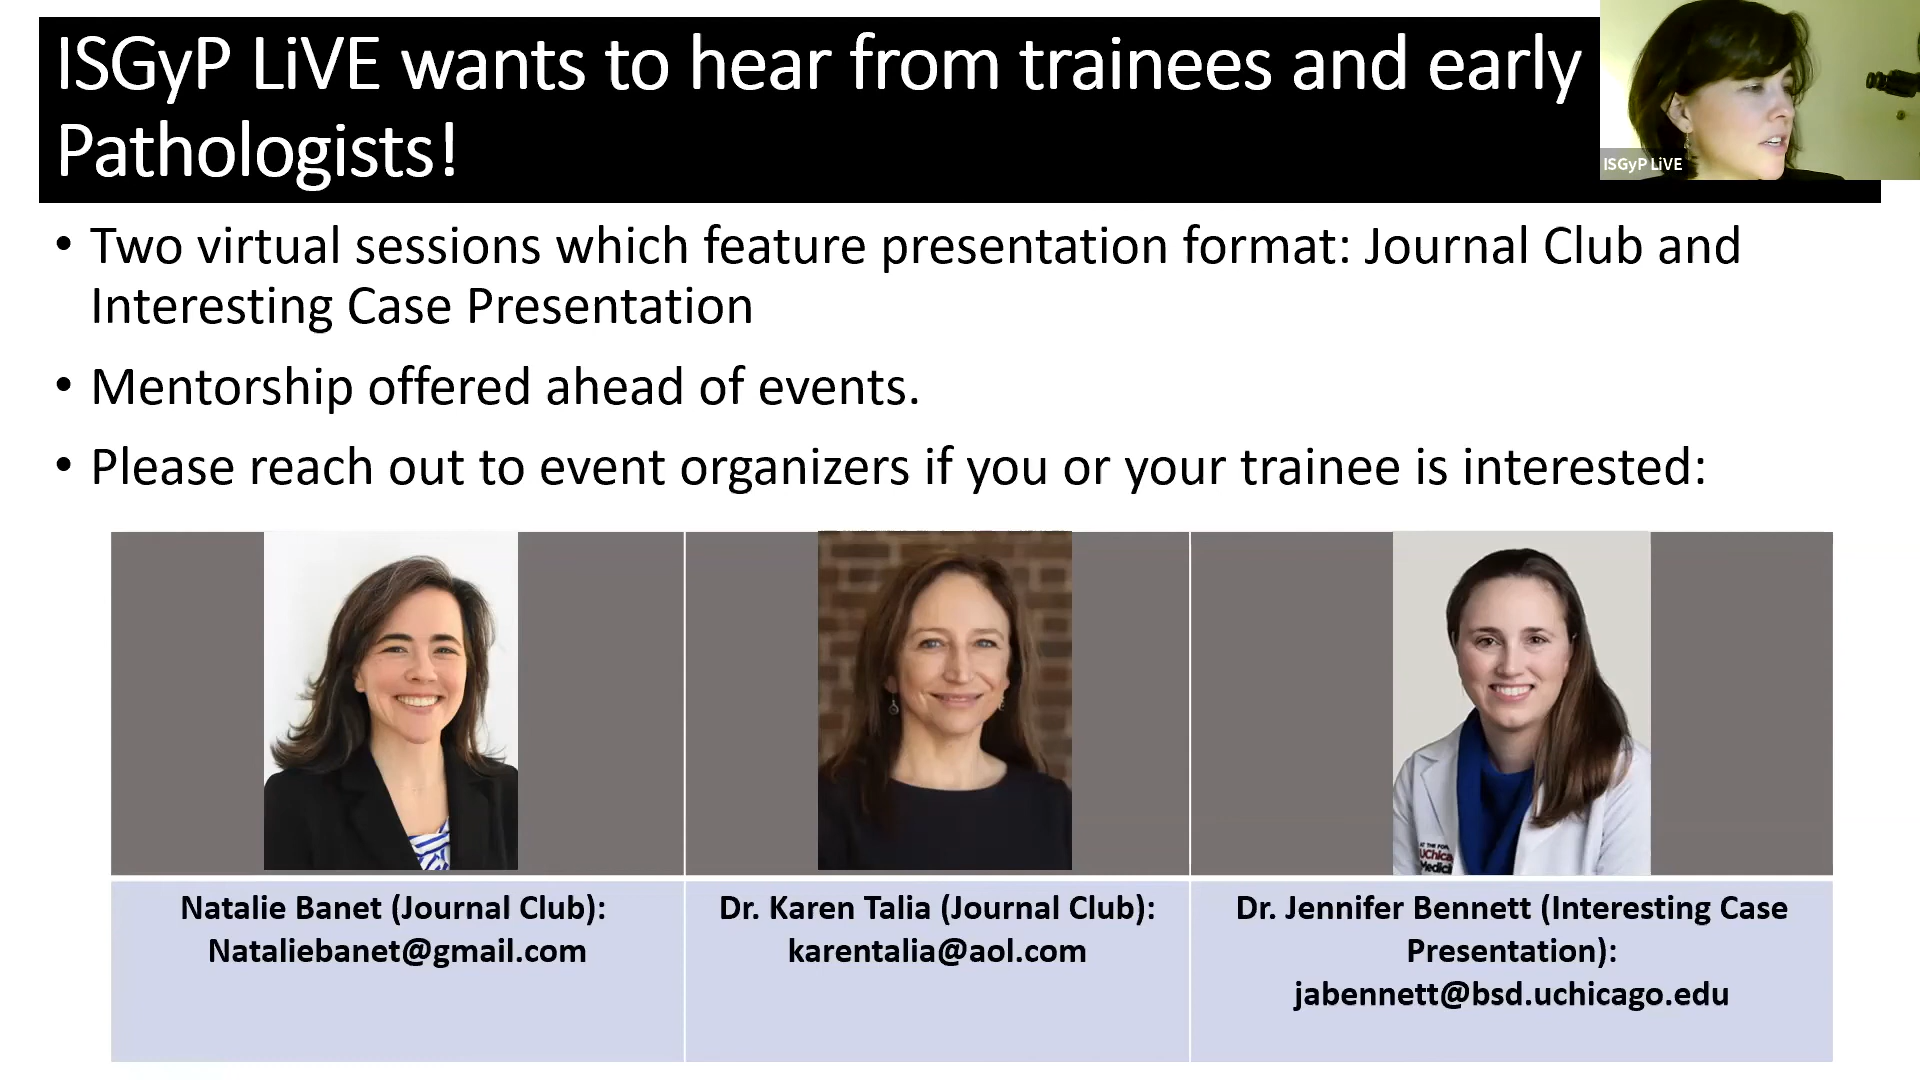 ISGyP LiVE wants to hear from trainees and early
Pathologists!
ISGyP LiVE
• Two virtual sessions which feature presentation format: Journal Club and
Interesting Case Presentation
• Mentorship offered ahead of events.
• Please reach out to event organizers if you or your trainee is interested:
Natalie Banet (Journal Club):
Nataliebanet@gmail.com
Dr. Karen Talia (Journal Club):
karentalia@aol.com
Dr. Jennifer Bennett (Interesting Case
Presentation):
jabennett@bsd.uchicago.edu